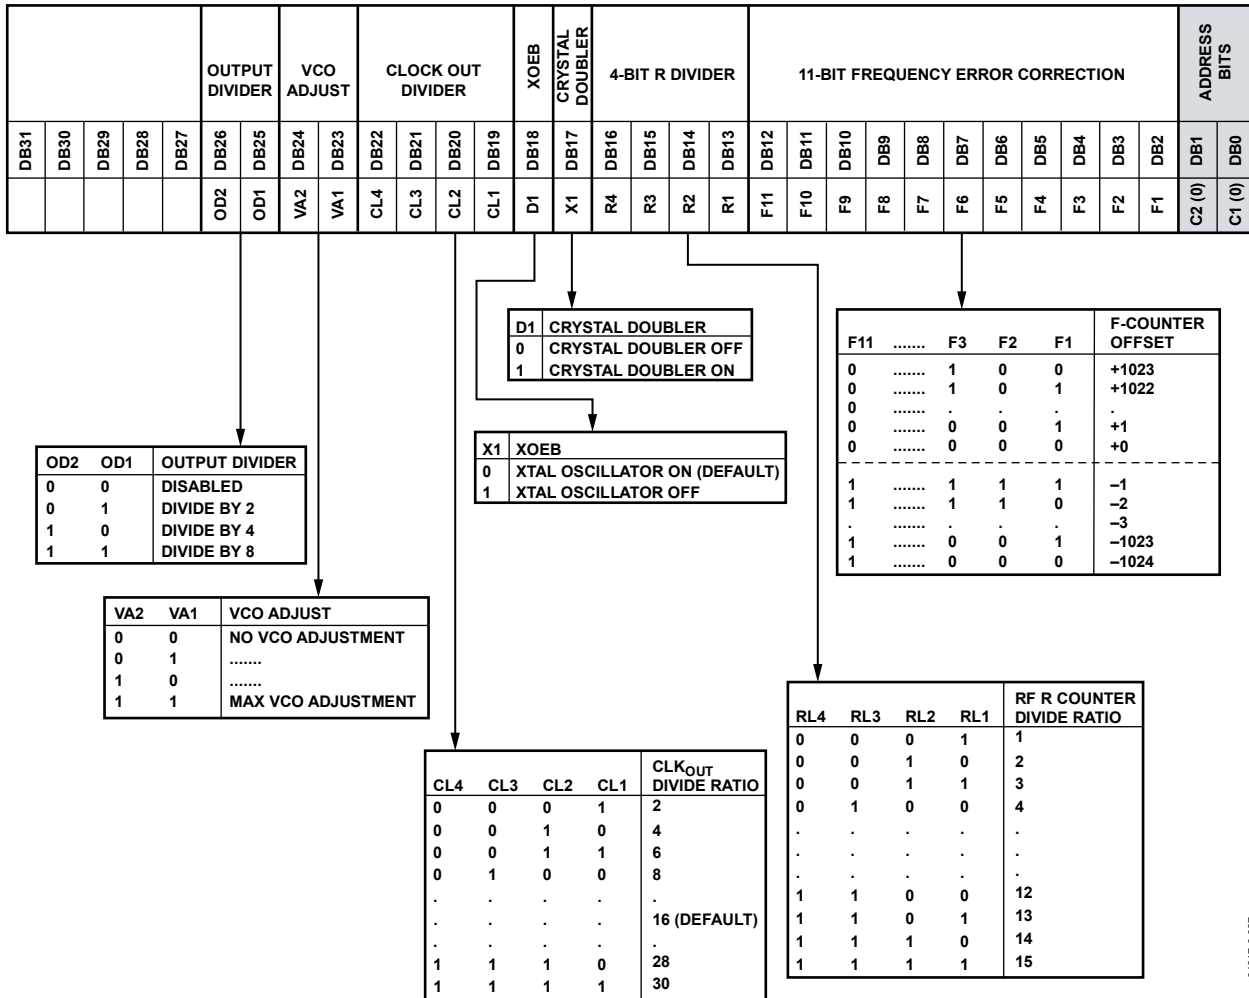 OUTPUT DIVIDER
VCO ADJUST
CLOCK OUT DIVIDER
XOEB
CRYSTAL DOUBLER
4-BIT R DIVIDER
11-BIT FREQUENCY ERROR CORRECTION
ADDRESS BITS
DB31 DB30 DB29 DB28 DB27 DB26 DB25 DB24 DB23 DB22 DB21 DB20 DB19 DB18 DB17 DB16 DB15 DB14 DB13 DB12 DB11 DB10 DB9 DB8 DB7 DB6 DB5 DB4 DB3 DB2 DB1 DB0
OD2 OD1 VA2 VA1 CL4 CL3 CL2 CL1 D1 X1 R4 R3 R2 R1 F11 F10 F9 F8 F7 F6 F5 F4 F3 F2 F1 C2 (0) C1 (0)
D1 CRYSTAL DOUBLER
0 CRYSTAL DOUBLER OFF
1 CRYSTAL DOUBLER ON
F11 ....... F3 F2 F1 F-COUNTER OFFSET
0 ....... 1 0 0 +1023
0 ....... 1 0 1 +1022
0 ....... . . . .
0 ....... 0 0 1 +1
0 ....... 0 0 0 +0
1 ....... 1 1 1 –1
1 ....... 1 1 0 –2
. ....... . . . –3
1 ....... 0 0 1 –1023
1 ....... 0 0 0 –1024
X1 XOEB
0 XTAL OSCILLATOR ON (DEFAULT)
1 XTAL OSCILLATOR OFF
OD2 OD1 OUTPUT DIVIDER
0 0 DISABLED
0 1 DIVIDE BY 2
1 0 DIVIDE BY 4
1 1 DIVIDE BY 8
VA2 VA1 VCO ADJUST
0 0 NO VCO ADJUSTMENT
0 1 .......
1 0 .......
1 1 MAX VCO ADJUSTMENT
RL4 RL3 RL2 RL1 RF R COUNTER DIVIDE RATIO
0 0 0 1 1
0 0 1 0 2
0 0 1 1 3
0 1 0 0 4
. . . . .
. . . . .
. . . . .
1 1 0 0 12
1 1 0 1 13
1 1 1 0 14
1 1 1 1 15
CL4 CL3 CL2 CL1 CLKOUT DIVIDE RATIO
0 0 0 1 2
0 0 1 0 4
0 0 1 1 6
0 1 0 0 8
. . . . .
. . . . 16 (DEFAULT)
. . . . .
1 1 1 0 28
1 1 1 1 30